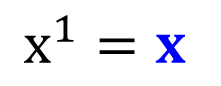 x¹ = x